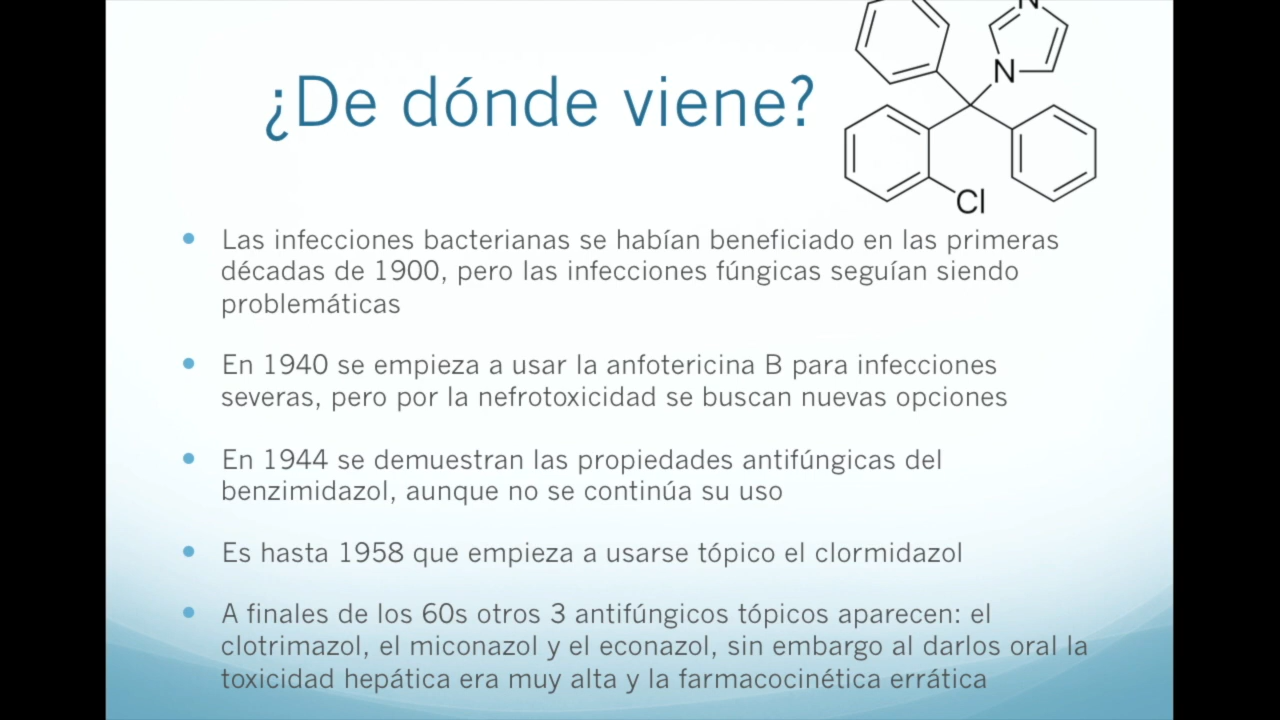 ¿De dónde viene?
N
N
Cl
Las infecciones bacterianas se habían beneficiado en las primeras
décadas de 1900, pero las infecciones fúngicas seguían siendo
problemáticas
En 1940 se empieza a usar la anfotericina B para infecciones
severas, pero por la nefrotoxicidad se buscan nuevas opciones
En 1944 se demuestran las propiedades antifúngicas del
benzimidazol, aunque no se continúa su uso
Es hasta 1958 que empieza a usarse tópico el clormidazol
A finales de los 60s otros 3 antifúngicos tópicos aparecen: el
clotrimazol, el miconazol y el econazol, sin embargo al darlos oral la
toxicidad hepática era muy alta y la farmacocinética errática